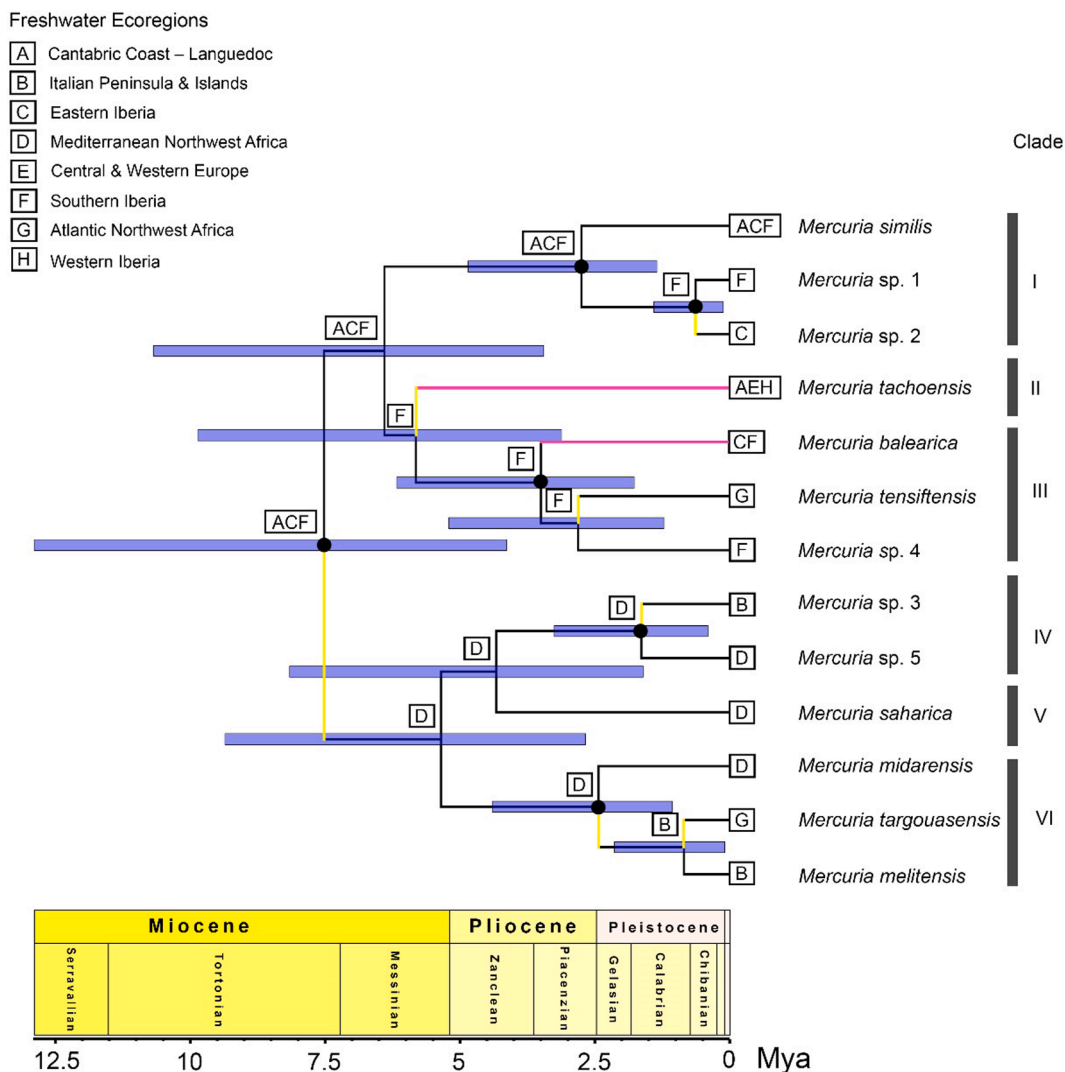 Freshwater Ecoregions
A Cantabric Coast – Languedoc
B Italian Peninsula & Islands
C Eastern Iberia
D Mediterranean Northwest Africa
E Central & Western Europe
F Southern Iberia
G Atlantic Northwest Africa
H Western Iberia
Clade
ACF Mercuria similis
ACF
F F Mercuria sp. 1
I
C Mercuria sp. 2
ACF
AEH Mercuria tachoensis II
F
CF Mercuria balearica
F
F G Mercuria tensiftensis III
ACF
F Mercuria sp. 4
D B Mercuria sp. 3
IV
D D Mercuria sp. 5
D D Mercuria saharica V
D D Mercuria midarensis
B G Mercuria targouasensis VI
B Mercuria melitensis
Miocene Pliocene Pleistocene
Serravallian Tortonian Messinian Zanclean Piacenzian Gelasian Calabrian Chibanian
12.5 10 7.5 5 2.5 0 Mya